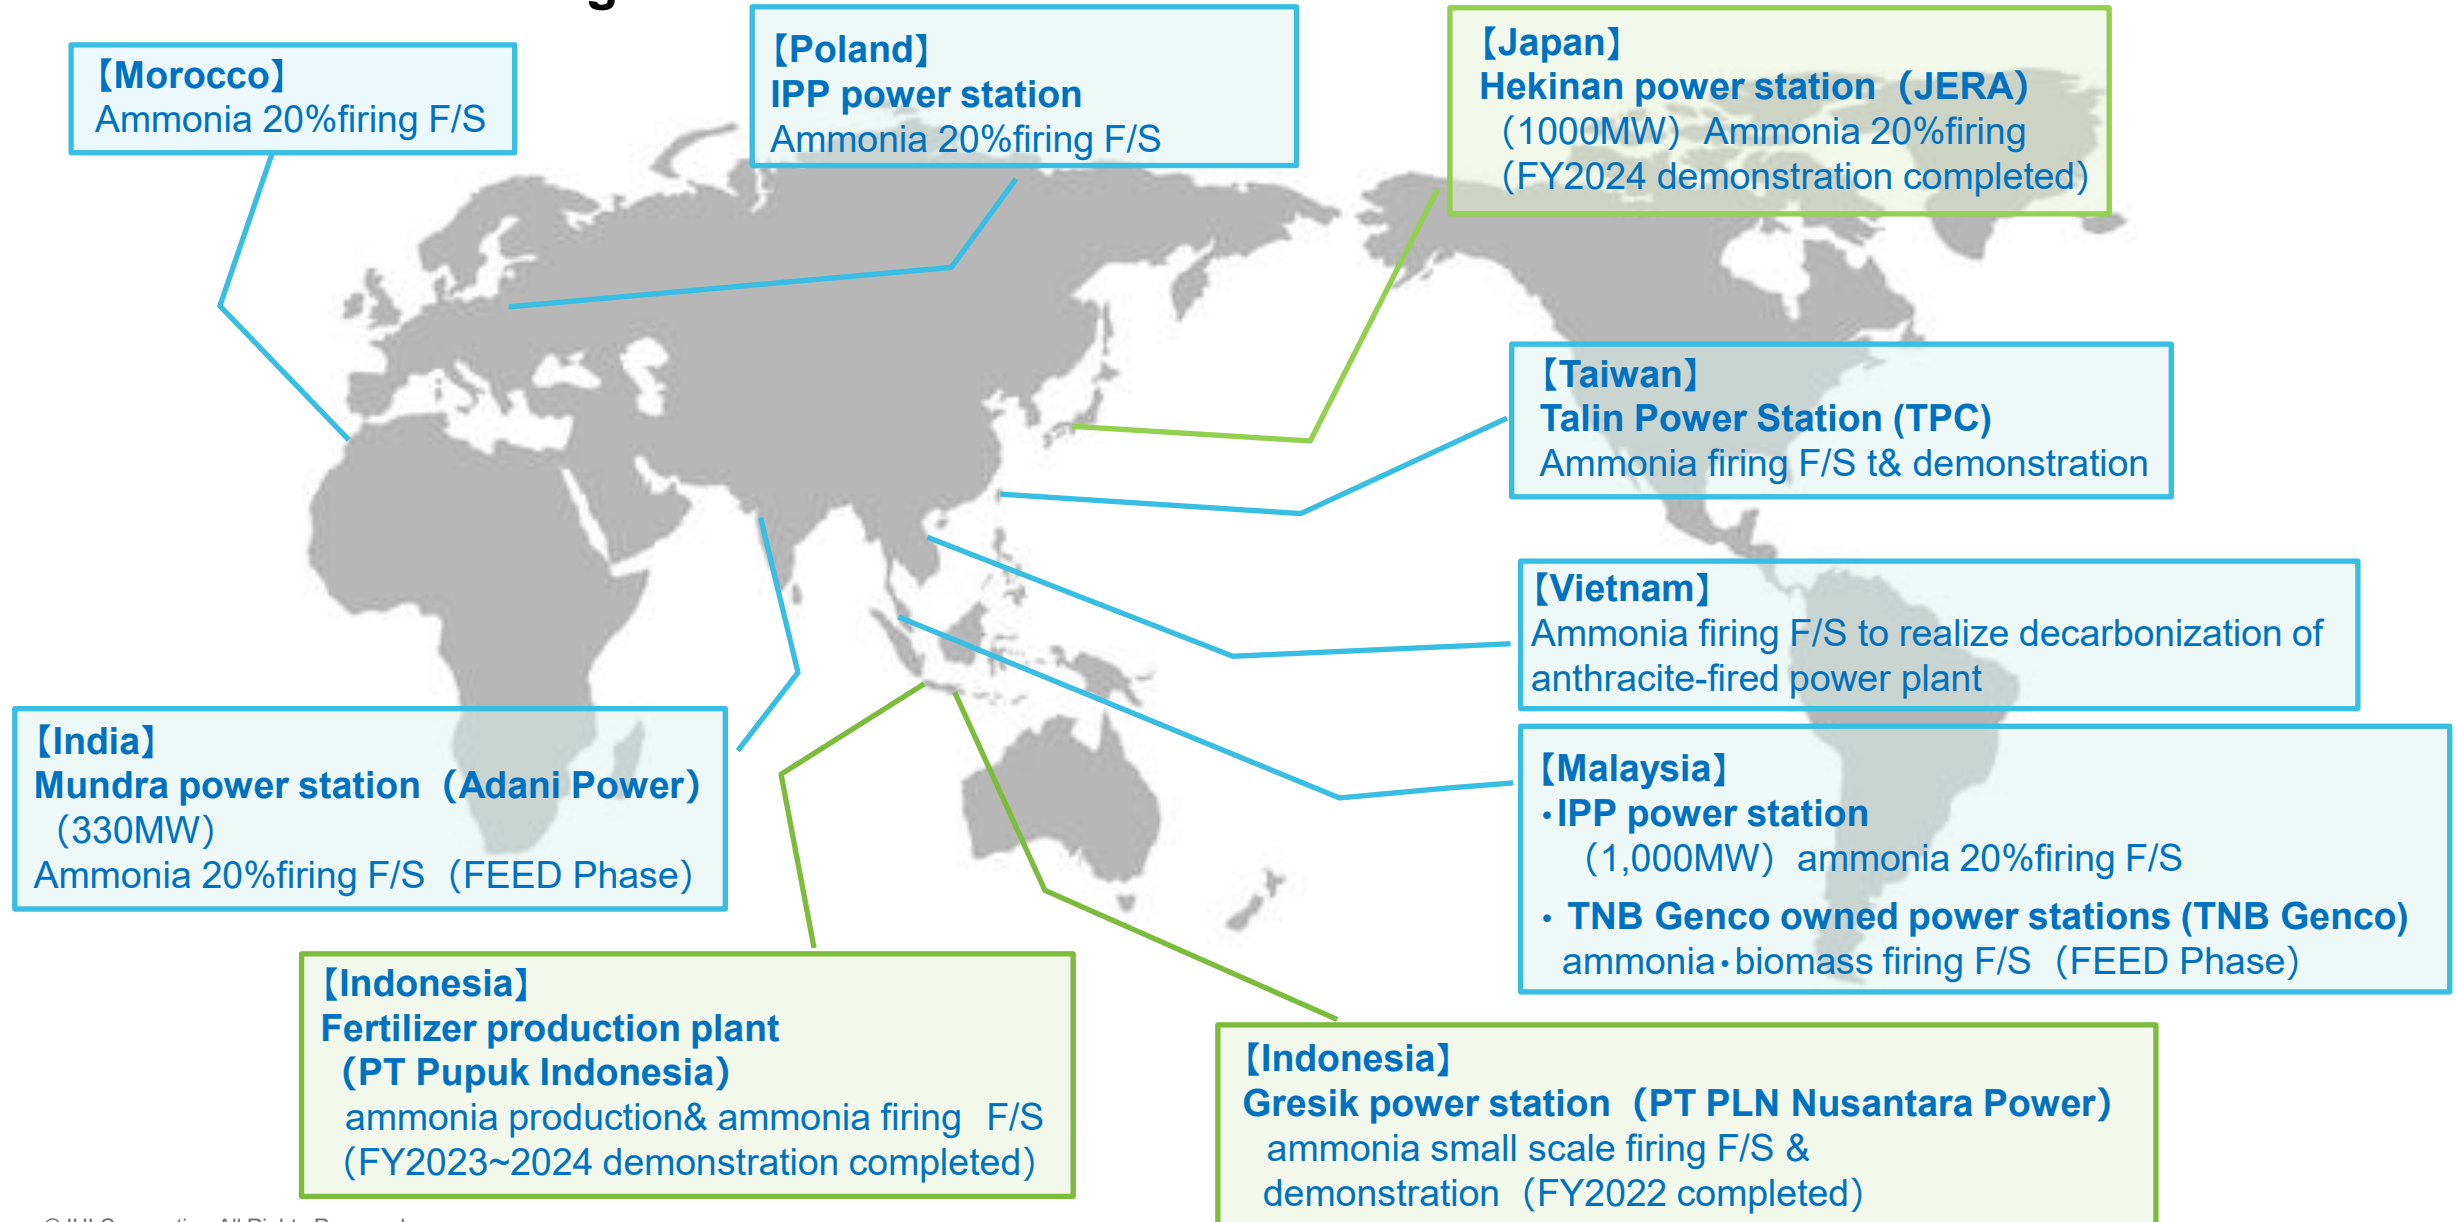 【Morocco】
Ammonia 20%firing F/S
【Poland】
IPP power station
Ammonia 20%firing F/S
【Japan】
Hekinan power station（JERA）
（1000MW）Ammonia 20%firing
（FY2024 demonstration completed）
【Taiwan】
Talin Power Station (TPC)
Ammonia firing F/S t& demonstration
【Vietnam】
Ammonia firing F/S to realize decarbonization of
anthracite-fired power plant
【Malaysia】
・IPP power station
（1,000MW）ammonia 20%firing F/S
・ TNB Genco owned power stations (TNB Genco)
ammonia・biomass firing F/S（FEED Phase）
【India】
Mundra power station（Adani Power）
（330MW）
Ammonia 20%firing F/S（FEED Phase）
【Indonesia】
Fertilizer production plant
（PT Pupuk Indonesia）
ammonia production& ammonia firing F/S
（FY2023~2024 demonstration completed）
【Indonesia】
Gresik power station（PT PLN Nusantara Power）
ammonia small scale firing F/S &
demonstration（FY2022 completed）